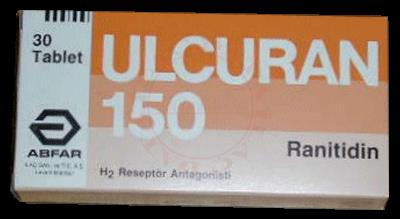 30
Tablet
ULCURAN
150
ABFAR
Ranitidin
H₂ Reseptör Antagonisti